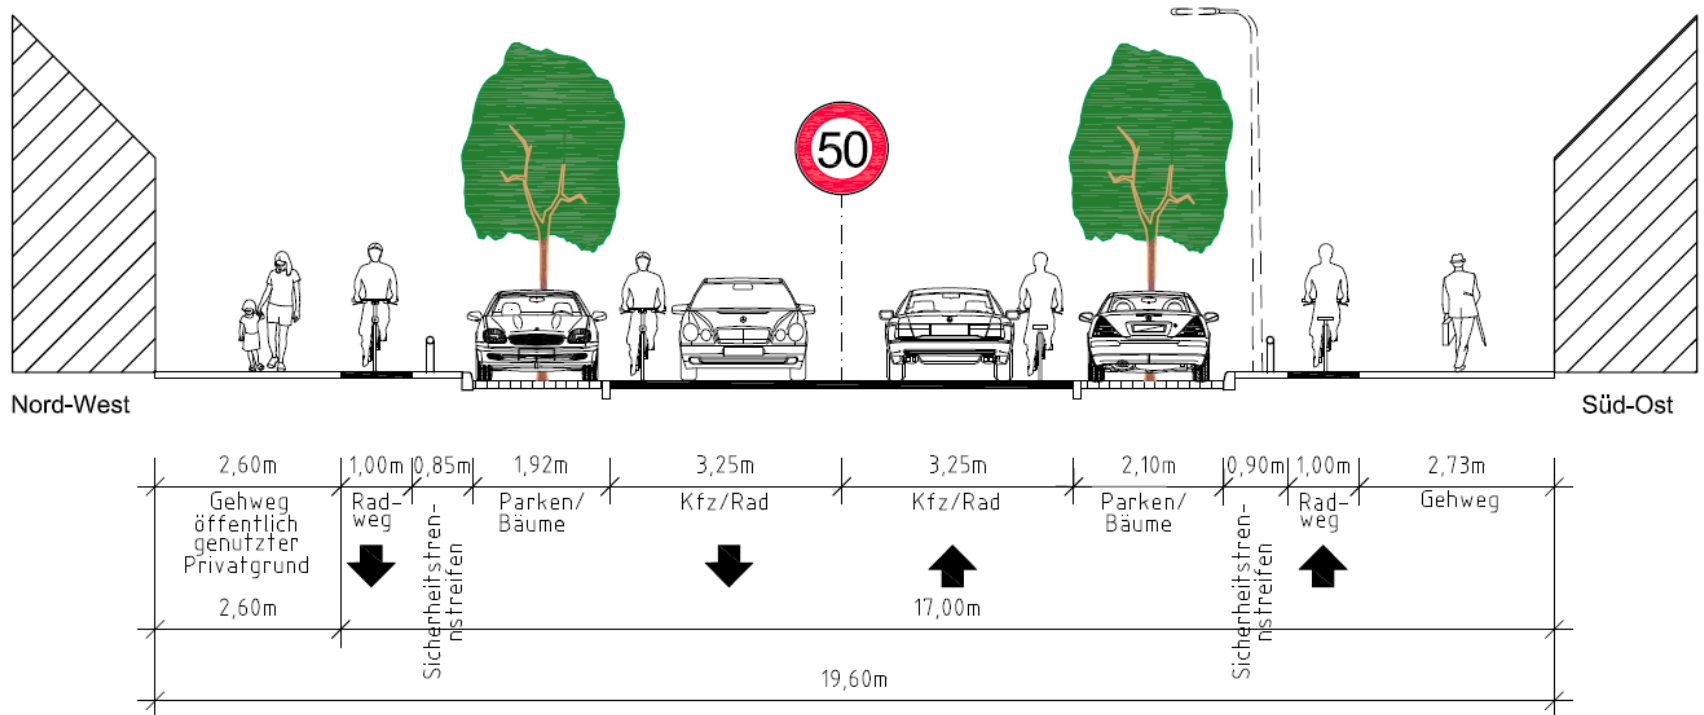 50
Nord-West
Süd-Ost
2,60m
1,00m
0,85m
1,92m
3,25m
3,25m
2,10m
0,90m
1,00m
2,73m
Gehweg
öffentlich
genutzter
Privatgrund
Rad-
weg
Sicherheitstren-
nstreifen
Parken/
Bäume
Kfz/Rad
Kfz/Rad
Parken/
Bäume
Sicherheitstren-
nstreifen
Rad-
weg
Gehweg
2,60m
17,00m
19,60m